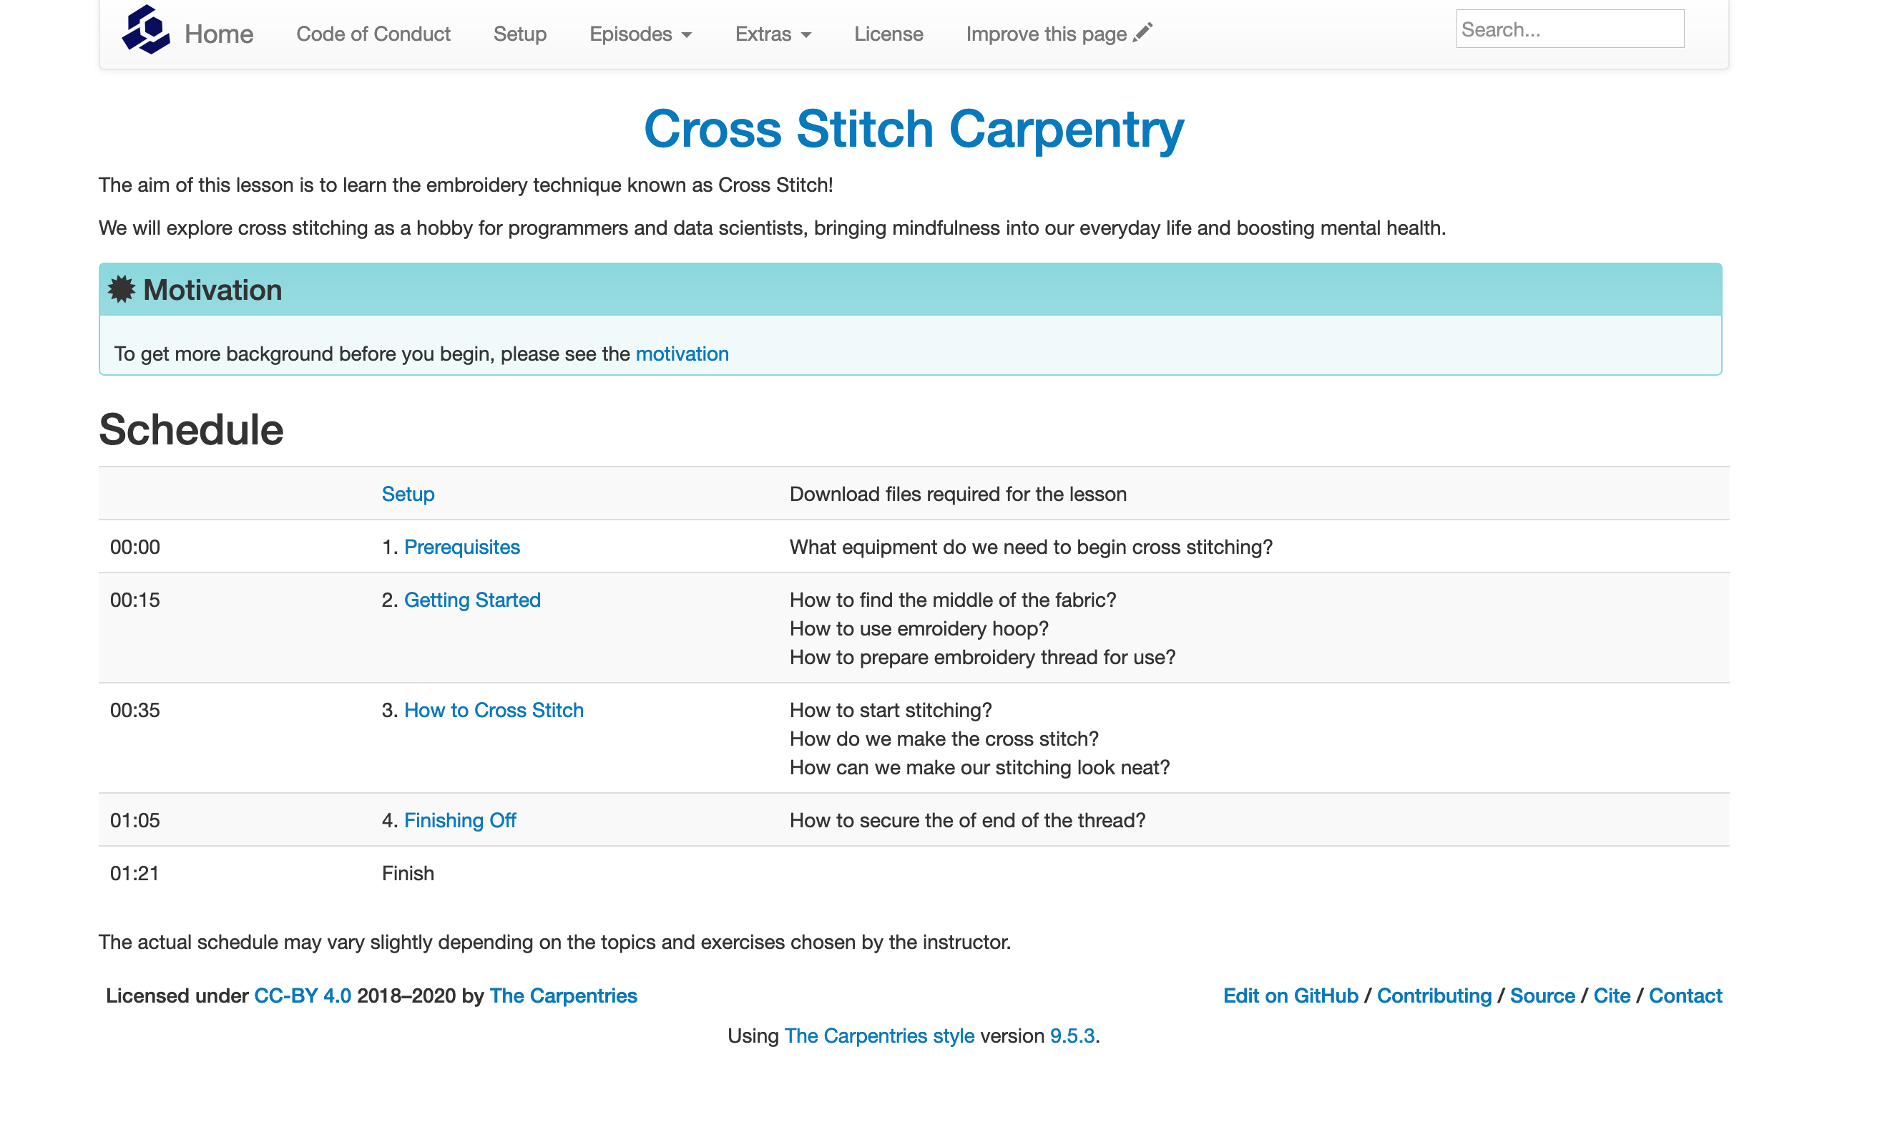 Home Code of Conduct Setup Episodes Extras License Improve this page Search...
Cross Stitch Carpentry
The aim of this lesson is to learn the embroidery technique known as Cross Stitch!
We will explore cross stitching as a hobby for programmers and data scientists, bringing mindfulness into our everyday life and boosting mental health.
Motivation
To get more background before you begin, please see the motivation
Schedule
Setup Download files required for the lesson
00:00 1. Prerequisites What equipment do we need to begin cross stitching?
00:15 2. Getting Started How to find the middle of the fabric?
How to use emroidery hoop?
How to prepare embroidery thread for use?
00:35 3. How to Cross Stitch How to start stitching?
How do we make the cross stitch?
How can we make our stitching look neat?
01:05 4. Finishing Off How to secure the of end of the thread?
01:21 Finish
The actual schedule may vary slightly depending on the topics and exercises chosen by the instructor.
Licensed under CC-BY 4.0 2018–2020 by The Carpentries Edit on GitHub / Contributing / Source / Cite / Contact
Using The Carpentries style version 9.5.3.